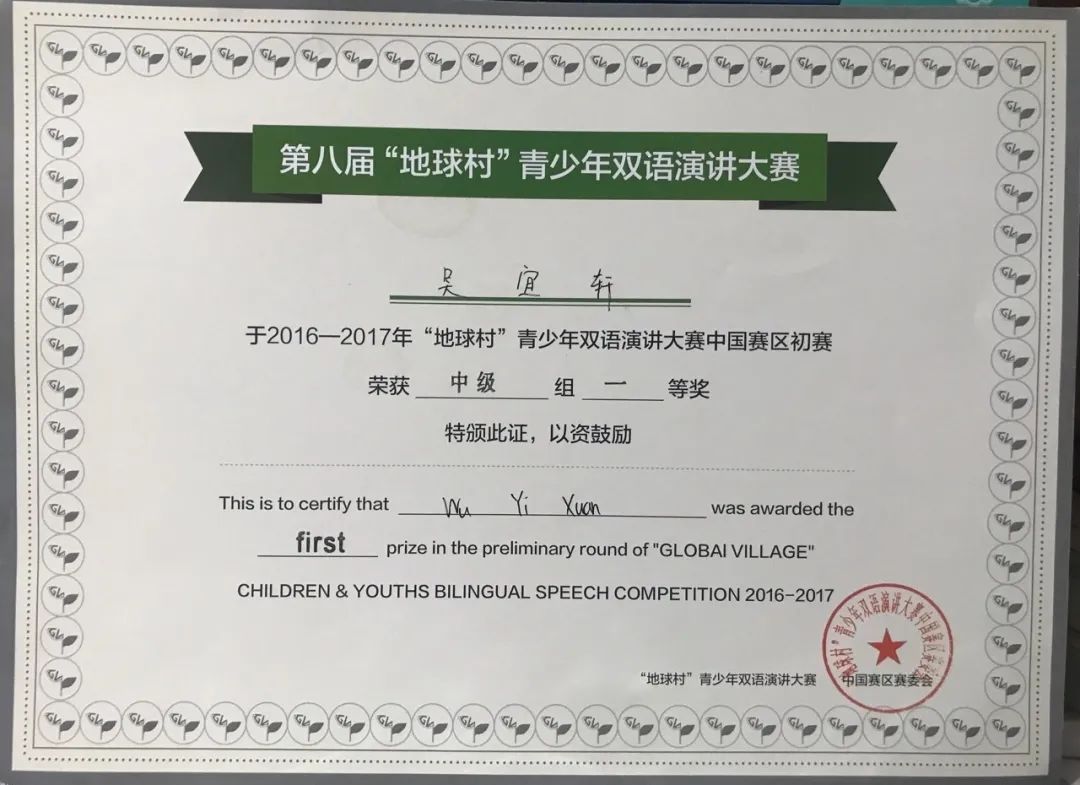 第八届“地球村”青少年双语演讲大赛
吴宜轩
于2016—2017年“地球村”青少年双语演讲大赛中国赛区初赛
荣获 中级 组 一 等奖
特颁此证，以资鼓励
This is to certify that Wu Yi Xuan was awarded the
first prize in the preliminary round of "GLOBAI VILLAGE"
CHILDREN & YOUTHS BILINGUAL SPEECH COMPETITION 2016-2017
“地球村”青少年双语演讲大赛 中国赛区赛委会